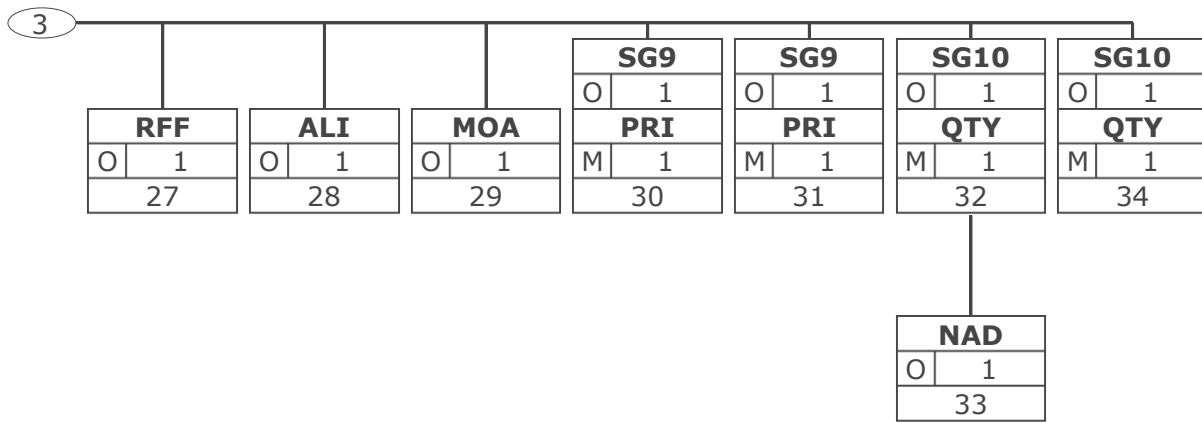 3
SG9 SG9 SG10 SG10
O 1 O 1 O 1 O 1
RFF ALI MOA PRI PRI QTY QTY
O 1 O 1 O 1 M 1 M 1 M 1 M 1
27 28 29 30 31 32 34
NAD
O 1
33